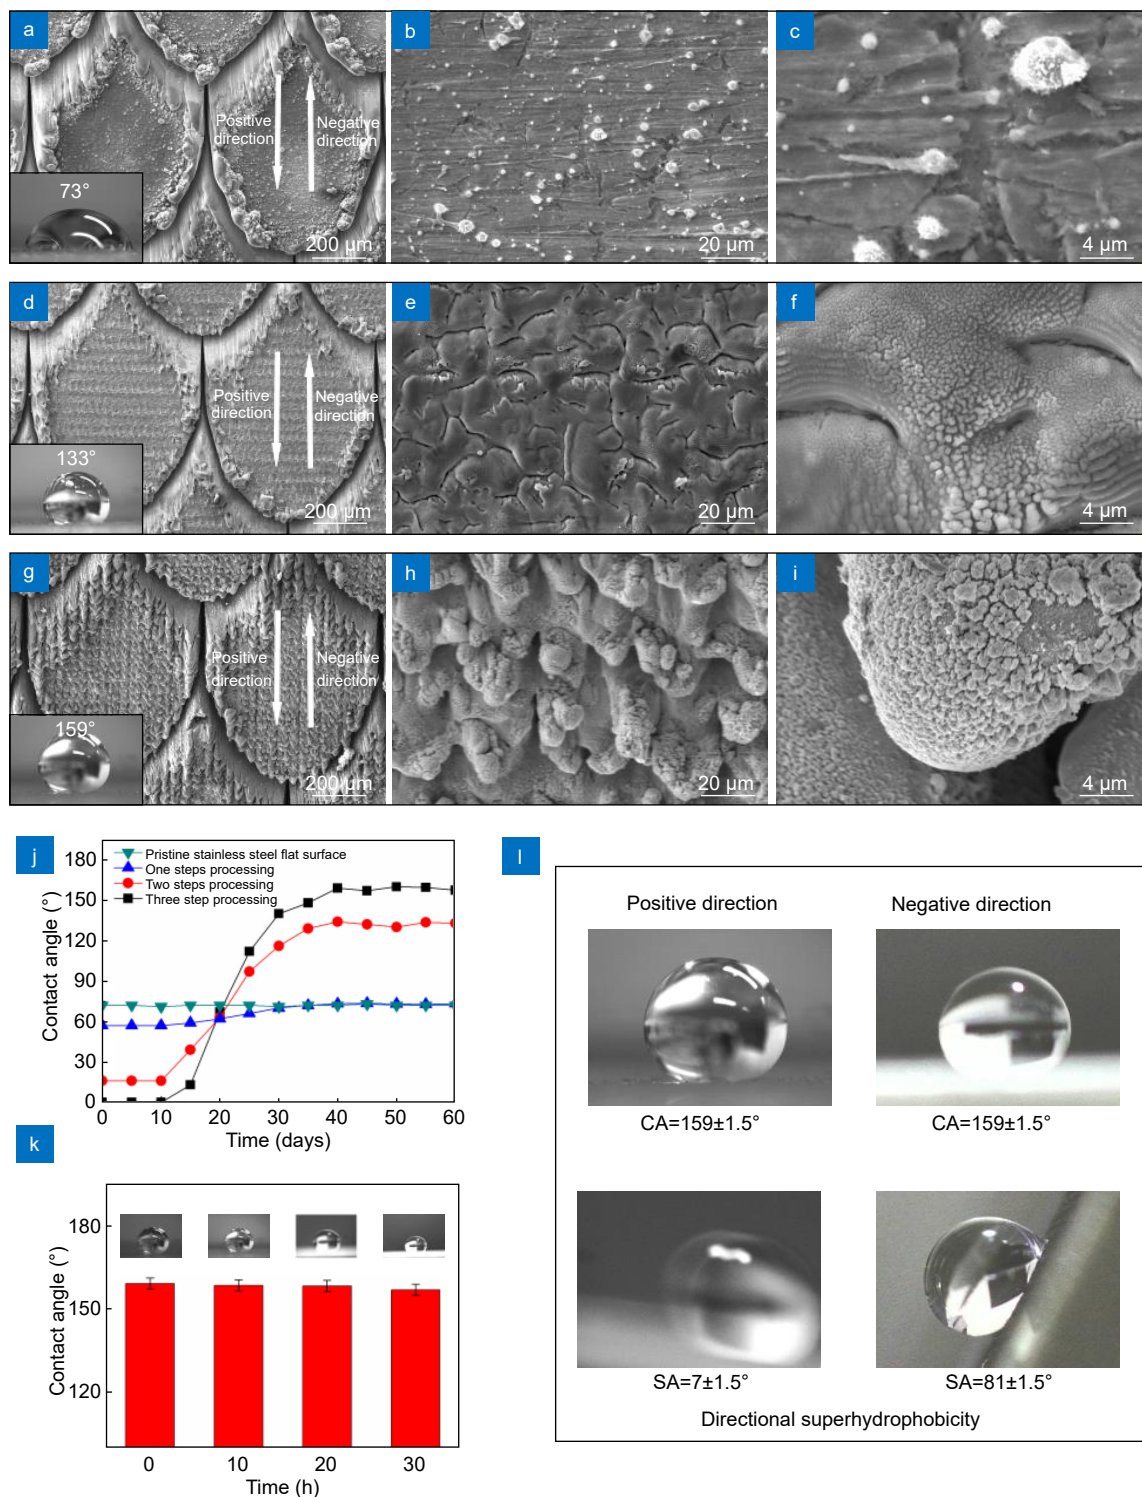 a
Positive
direction
Negative
direction
73°
200 µm
b
20 µm
c
4 µm
d
Positive
direction
Negative
direction
133°
200 µm
e
20 µm
f
4 µm
g
Positive
direction
Negative
direction
159°
200 µm
h
20 µm
i
4 µm
j
Contact angle (°)
180
150
120
90
60
30
0
Pristine stainless steel flat surface
One steps processing
Two steps processing
Three step processing
0 10 20 30 40 50 60
Time (days)
k
Contact angle (°)
180
150
120
0 10 20 30
Time (h)
l
Positive direction Negative direction
CA=159±1.5° CA=159±1.5°
SA=7±1.5° SA=81±1.5°
Directional superhydrophobicity